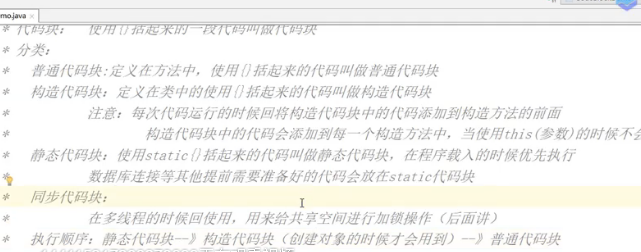 emo.java ×
* 代码块： 使用{}括起来的一段代码叫做代码块
* 分类：
* 普通代码块：定义在方法中，使用{}括起来的代码叫做普通代码块
* 构造代码块：定义在类中的使用{}括起来的代码叫做构造代码块
* 注意：每次代码运行的时候回将构造代码块中的代码添加到构造方法的前面
* 构造代码块中的代码会添加到每一个构造方法中，当使用this(参数)的时候不会
* 静态代码块：使用static{}括起来的代码叫做静态代码块，在程序载入的时候优先执行
* 数据库连接等其他提前需要准备好的代码会放在static代码块
* 同步代码块：
* 在多线程的时候回使用，用来给共享空间进行加锁操作（后面讲）
* 执行顺序：静态代码块--》构造代码块（创建对象的时候才会用到）--》普通代码块